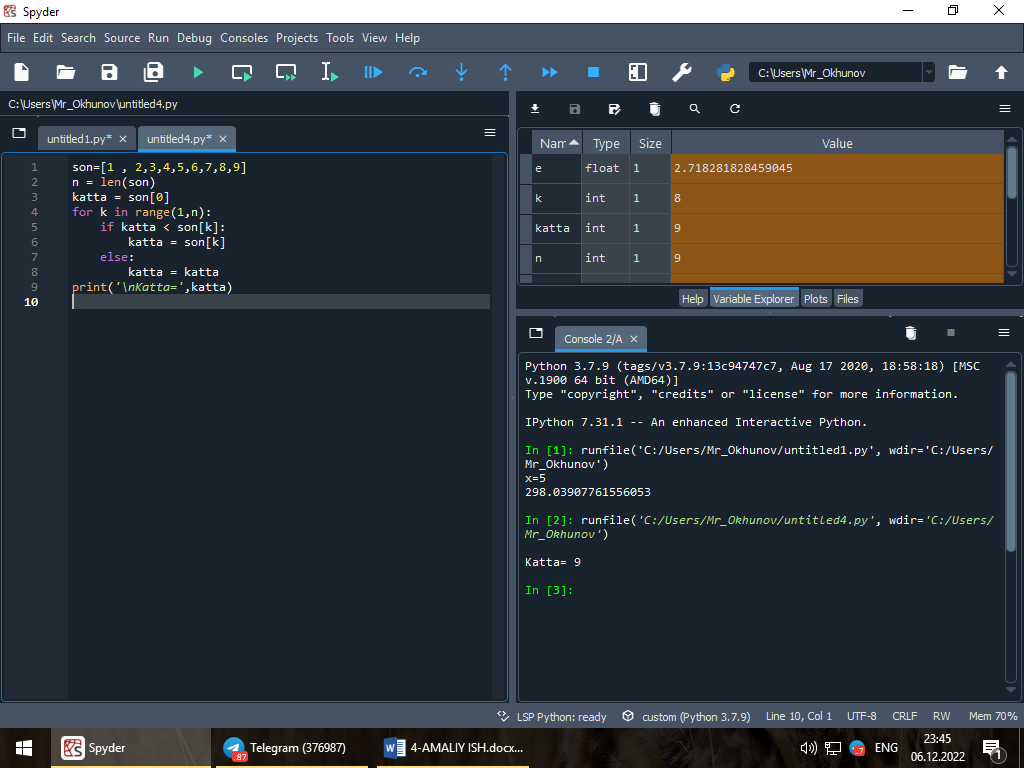 Spyder
File Edit Search Source Run Debug Consoles Projects Tools View Help
C:\Users\Mr_Okhunov
C:\Users\Mr_Okhunov\untitled4.py
untitled1.py* untitled4.py*
1 son=[1 , 2,3,4,5,6,7,8,9]
2 n = len(son)
3 katta = son[0]
4 for k in range(1,n):
5 if katta < son[k]:
6 katta = son[k]
7 else:
8 katta = katta
9 print('\nKatta=',katta)
10
Nam Type Size Value
e float 1 2.718281828459045
k int 1 8
katta int 1 9
n int 1 9
Help Variable Explorer Plots Files
Console 2/A
Python 3.7.9 (tags/v3.7.9:13c94747c7, Aug 17 2020, 18:58:18) [MSC
v.1900 64 bit (AMD64)]
Type "copyright", "credits" or "license" for more information.
IPython 7.31.1 -- An enhanced Interactive Python.
In [1]: runfile('C:/Users/Mr_Okhunov/untitled1.py', wdir='C:/Users/
Mr_Okhunov')
x=5
298.03907761556053
In [2]: runfile('C:/Users/Mr_Okhunov/untitled4.py', wdir='C:/Users/
Mr_Okhunov')
Katta= 9
In [3]:
LSP Python: ready custom (Python 3.7.9) Line 10, Col 1 UTF-8 CRLF RW Mem 70%
Spyder Telegram (376987) 4-AMALIY ISH.docx... ENG 23:45
06.12.2022
87
1